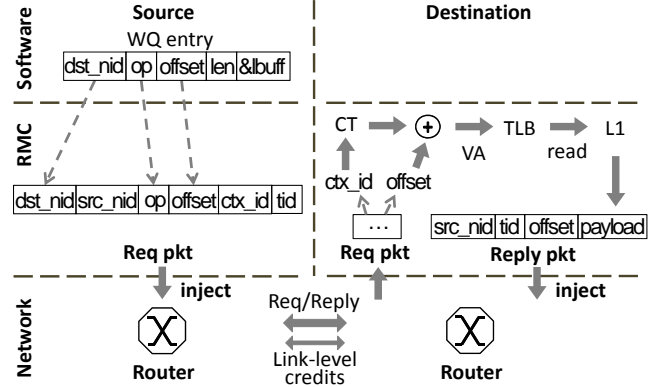 Source
Destination
Software
WQ entry
dst_nid op offset len &lbuff
RMC
CT + TLB L1
VA read
ctx_id offset
dst_nid src_nid op offset ctx_id tid
...
src_nid tid offset payload
Req pkt
Req pkt
Reply pkt
inject
inject
Network
Req/Reply
Link-level
credits
Router
Router